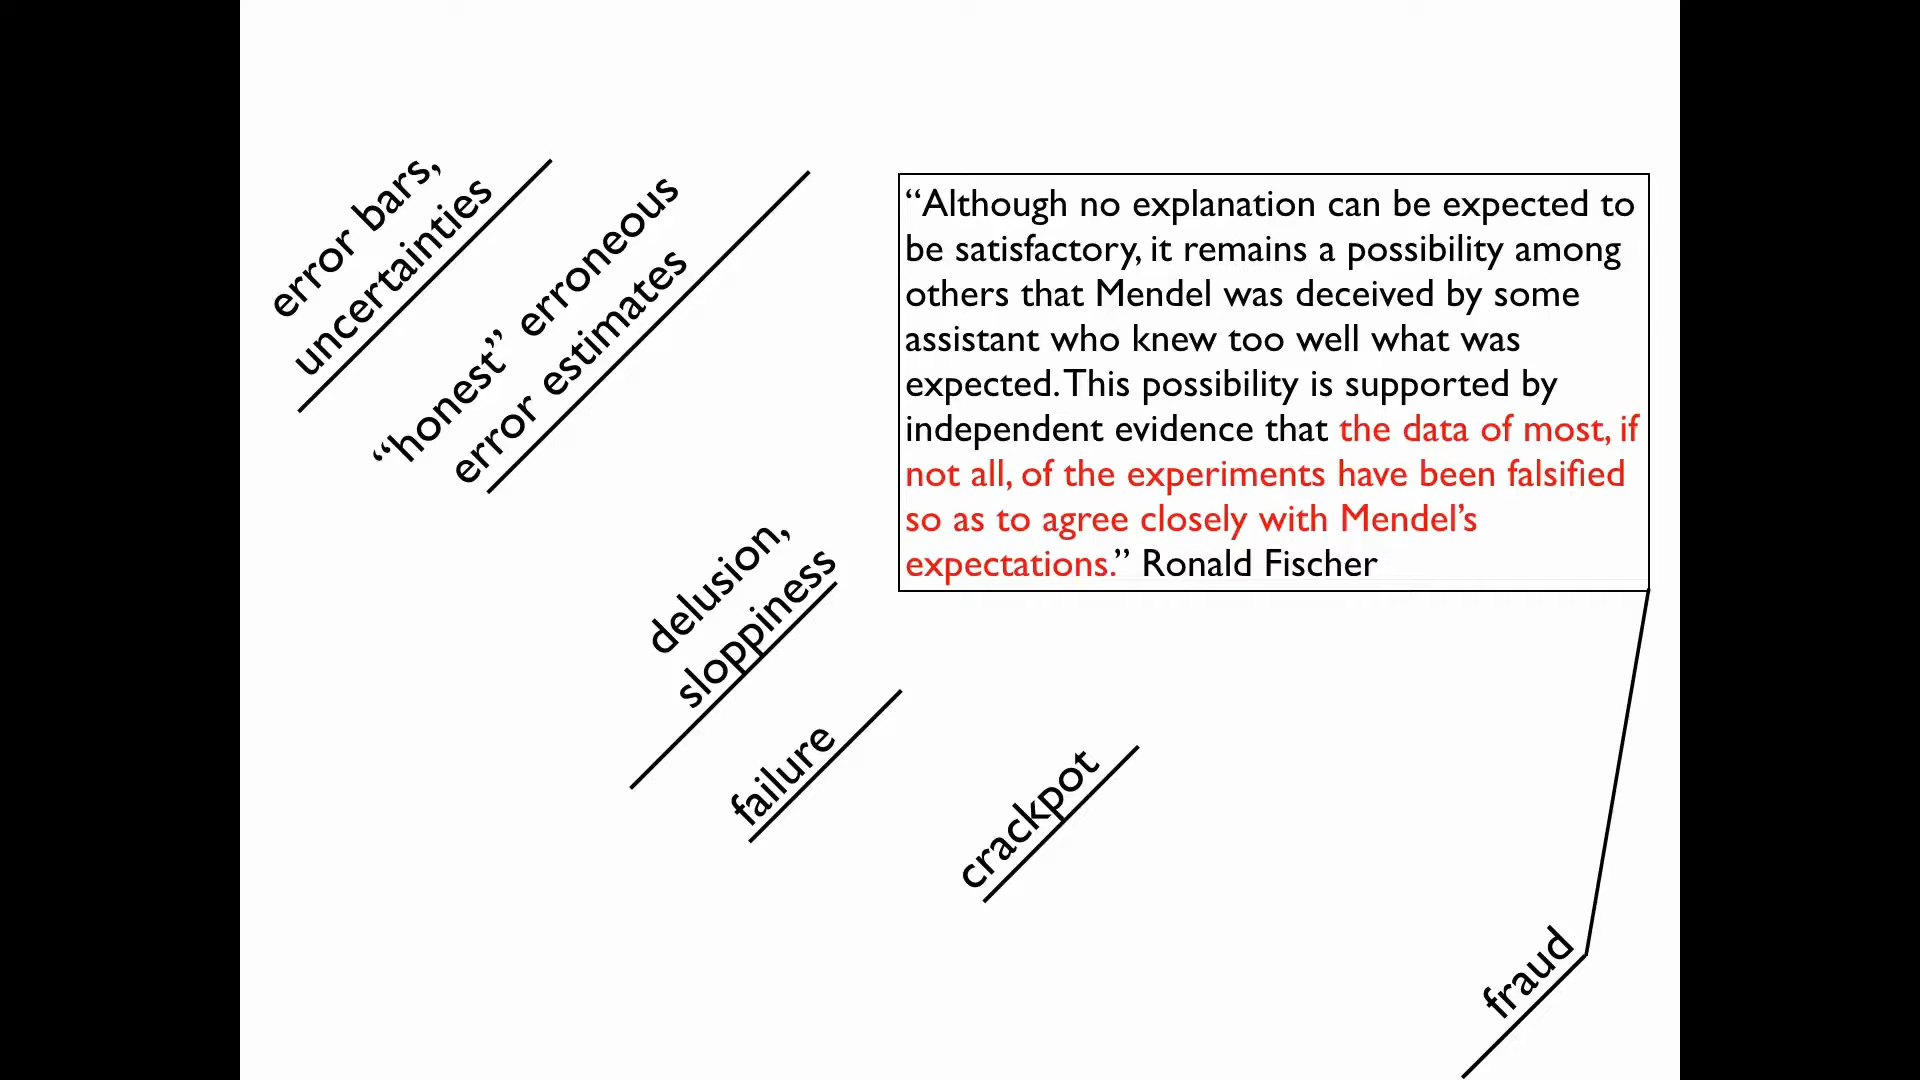 error bars,
uncertainties
“honest” erroneous
error estimates
“Although no explanation can be expected to
be satisfactory, it remains a possibility among
others that Mendel was deceived by some
assistant who knew too well what was
expected. This possibility is supported by
independent evidence that the data of most, if
not all, of the experiments have been falsified
so as to agree closely with Mendel’s
expectations.” Ronald Fischer
delusion,
sloppiness
failure
crackpot
fraud